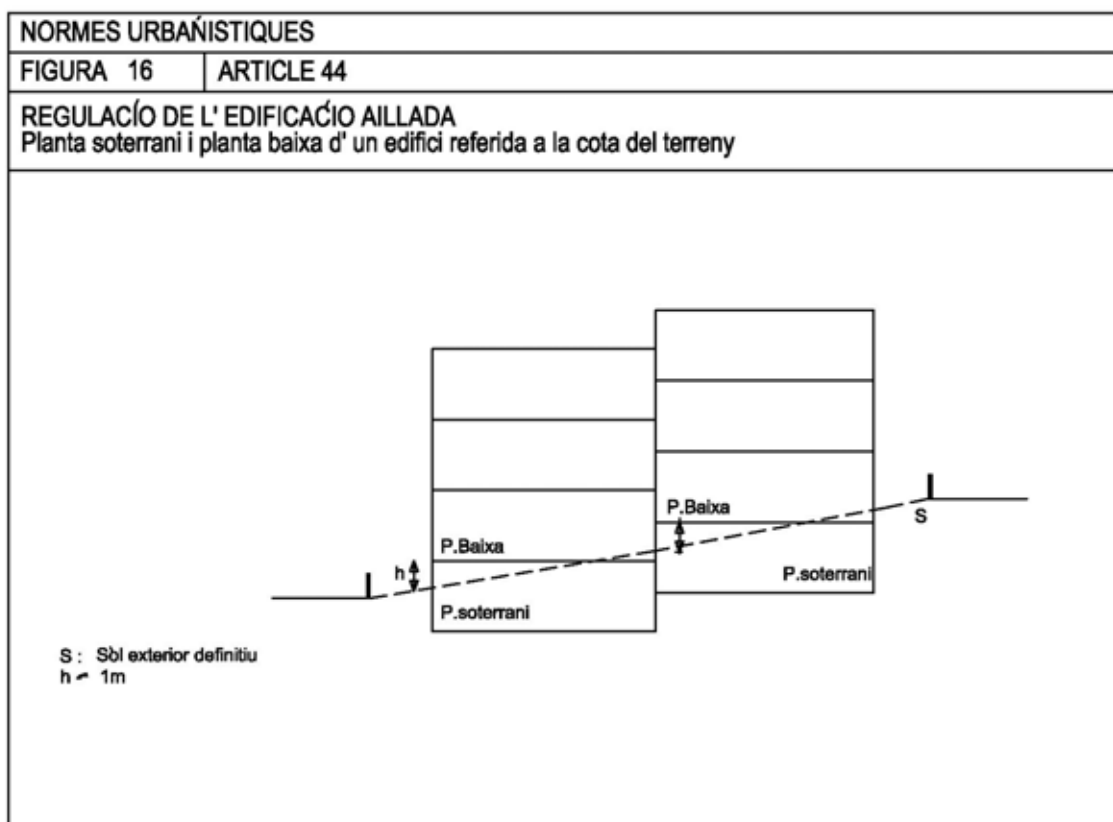 NORMES URBAŃISTIQUES
FIGURA 16 ARTICLE 44
REGULACÍO DE L' EDIFICAĆIO AILLADA
Planta soterrani i planta baixa d' un edifici referida a la cota del terreny
P.Baixa
S
P.Baixa
h
P.soterrani
P.soterrani
S : Sòl exterior definitiu
h ~ 1m